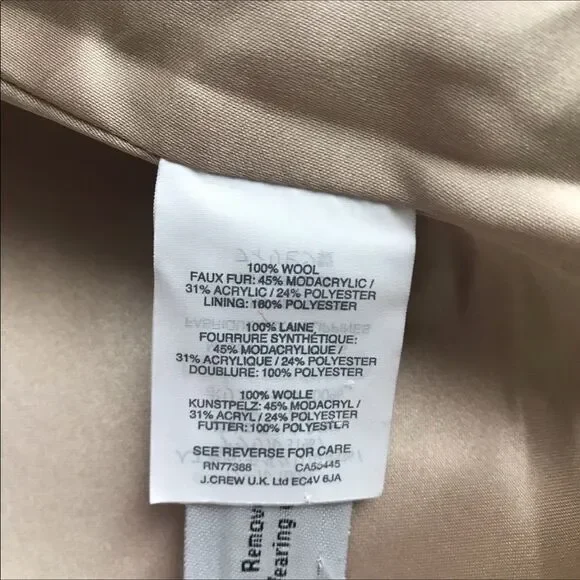 100% WOOL
FAUX FUR: 45% MODACRYLIC /
31% ACRYLIC / 24% POLYESTER
LINING: 100% POLYESTER
100% LAINE
FOURRURE SYNTHÉTIQUE:
45% MODACRYLIQUE /
31% ACRYLIQUE / 24% POLYESTER
DOUBLURE: 100% POLYESTER
100% WOLLE
KUNSTPELZ: 45% MODACRYL /
31% ACRYL / 24% POLYESTER
FUTTER: 100% POLYESTER
SEE REVERSE FOR CARE
RN77388 CA55445
J.CREW U.K. Ltd EC4V 6JA
Remov